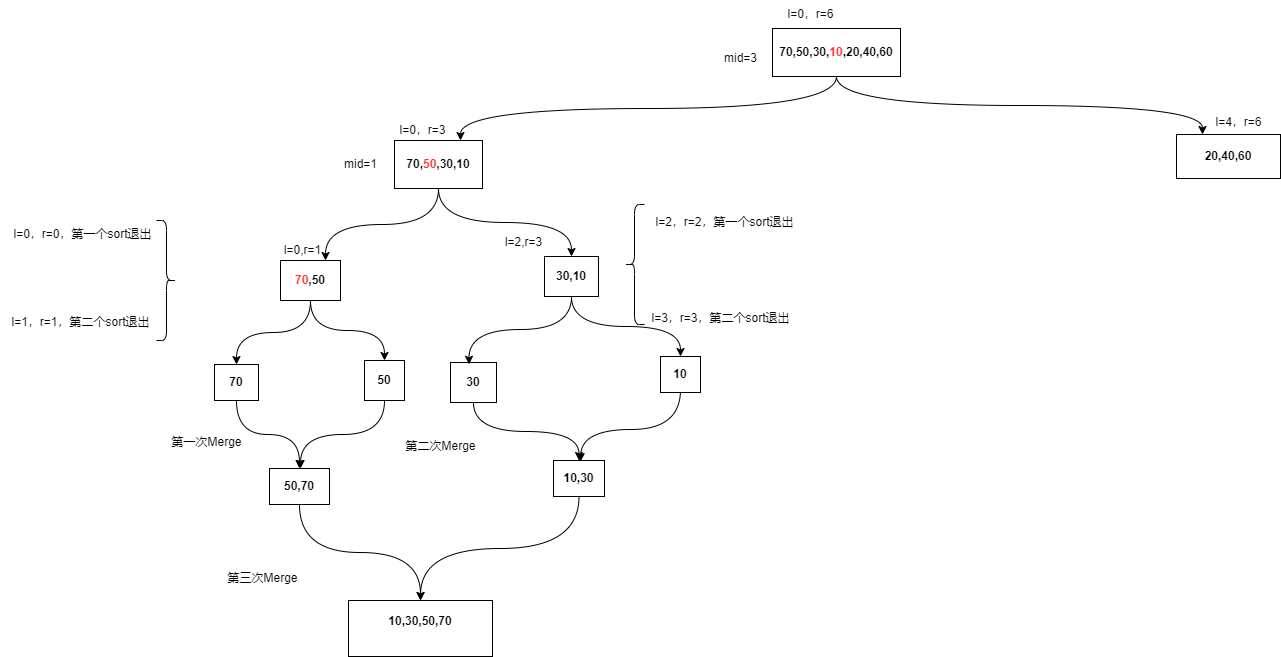 l=0，r=6
70,50,30,10,20,40,60
mid=3
l=0，r=3
l=4，r=6
70,50,30,10
mid=1
20,40,60
l=0，r=0，第一个sort退出
l=2，r=2，第一个sort退出
l=0,r=1
l=2,r=3
70,50
30,10
l=1，r=1，第二个sort退出
l=3，r=3，第二个sort退出
70
50
30
10
第一次Merge
第二次Merge
50,70
10,30
第三次Merge
10,30,50,70